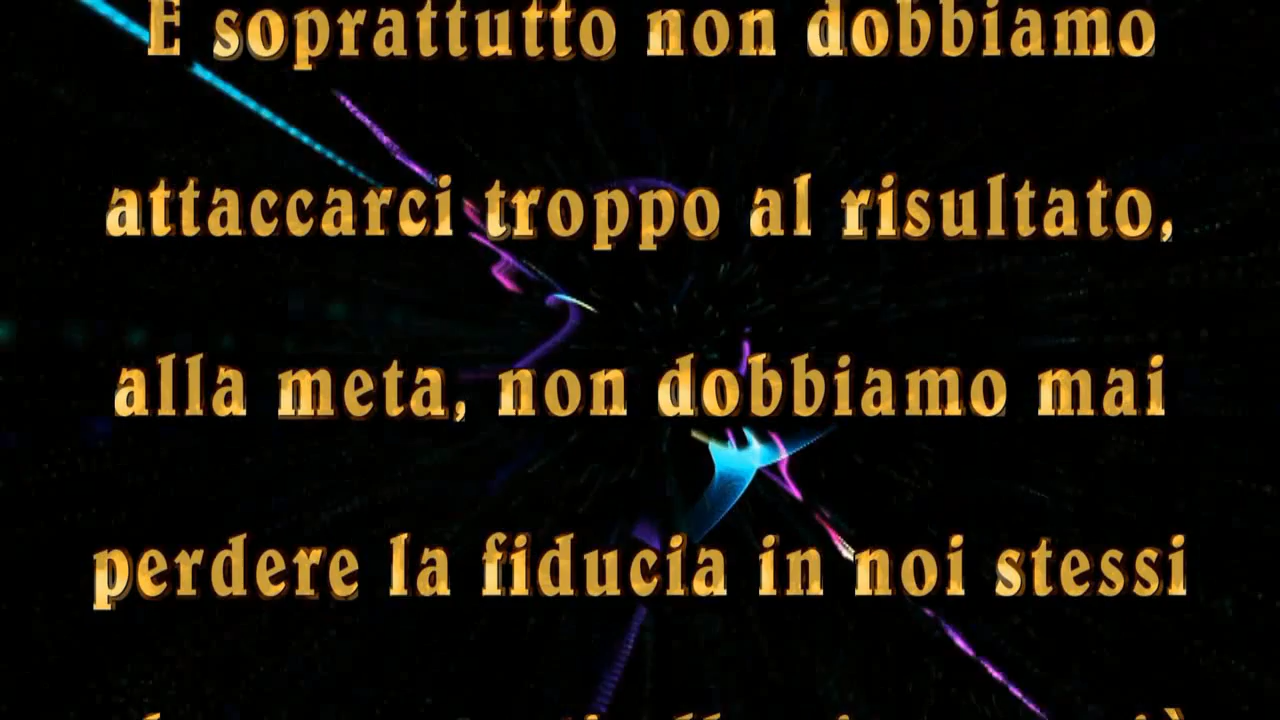 E soprattutto non dobbiamo
attaccarci troppo al risultato,
alla meta, non dobbiamo mai
perdere la fiducia in noi stessi